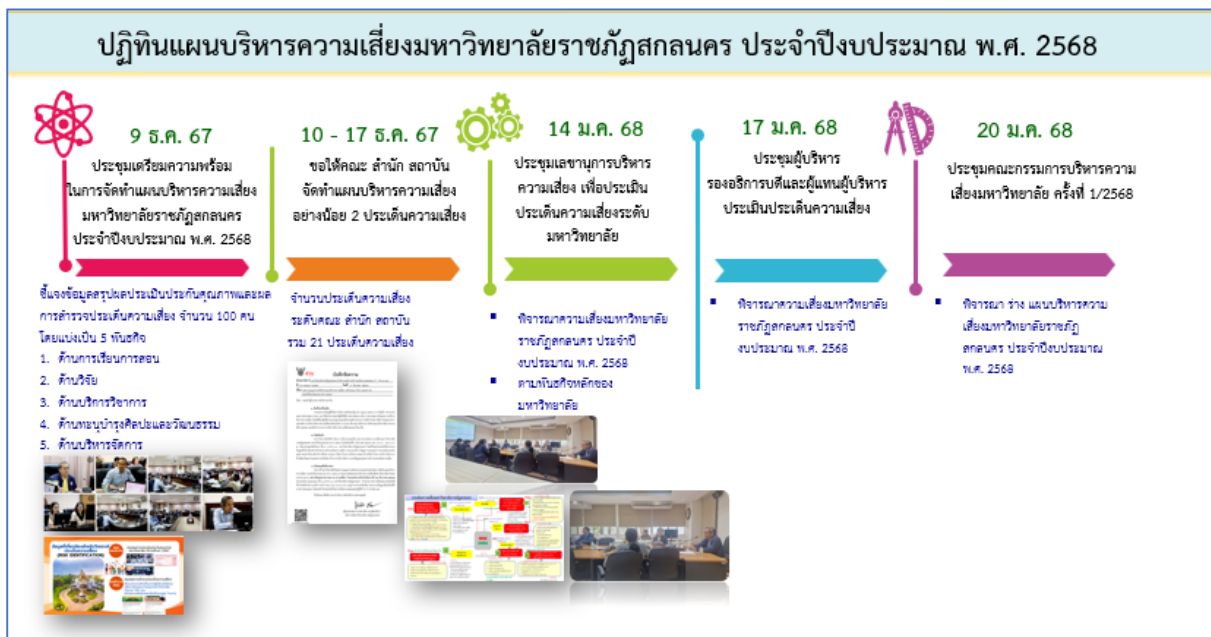 ปฏิทินแผนบริหารความเสี่ยงมหาวิทยาลัยราชภัฏสกลนคร ประจำปีงบประมาณ พ.ศ. 2568
9 ธ.ค. 67
ประชุมเตรียมความพร้อม
ในการจัดทำแผนบริหารความเสี่ยง
มหาวิทยาลัยราชภัฏสกลนคร
ประจำปีงบประมาณ พ.ศ. 2568
ชี้แจงข้อมูลสรุปผลประเมินประกันคุณภาพและผล
การสำรวจประเด็นความเสี่ยง จำนวน 100 คน
โดยแบ่งเป็น 5 พันธกิจ
1. ด้านการเรียนการสอน
2. ด้านวิจัย
3. ด้านบริการวิชาการ
4. ด้านทะนุบำรุงศิลปะและวัฒนธรรม
5. ด้านบริหารจัดการ
(RISK IDENTIFICATION)
10 - 17 ธ.ค. 67
ขอให้คณะ สำนัก สถาบัน
จัดทำแผนบริหารความเสี่ยง
อย่างน้อย 2 ประเด็นความเสี่ยง
จำนวนประเด็นความเสี่ยง
ระดับคณะ สำนัก สถาบัน
รวม 21 ประเด็นความเสี่ยง
บันทึกข้อความ
14 ม.ค. 68
ประชุมเลขานุการบริหาร
ความเสี่ยง เพื่อประเมิน
ประเด็นความเสี่ยงระดับ
มหาวิทยาลัย
▪ พิจารณาความเสี่ยงมหาวิทยาลัย
ราชภัฏสกลนคร ประจำปี
งบประมาณ พ.ศ. 2568
▪ ตามพันธกิจหลักของ
มหาวิทยาลัย
17 ม.ค. 68
ประชุมผู้บริหาร
รองอธิการบดีและผู้แทนผู้บริหาร
ประเมินประเด็นความเสี่ยง
▪ พิจารณาความเสี่ยงมหาวิทยาลัย
ราชภัฏสกลนคร ประจำปี
งบประมาณ พ.ศ. 2568
20 ม.ค. 68
ประชุมคณะกรรมการบริหารความ
เสี่ยงมหาวิทยาลัย ครั้งที่ 1/2568
▪ พิจารณา ร่าง แผนบริหารความ
เสี่ยงมหาวิทยาลัยราชภัฏ
สกลนคร ประจำปีงบประมาณ
พ.ศ. 2568